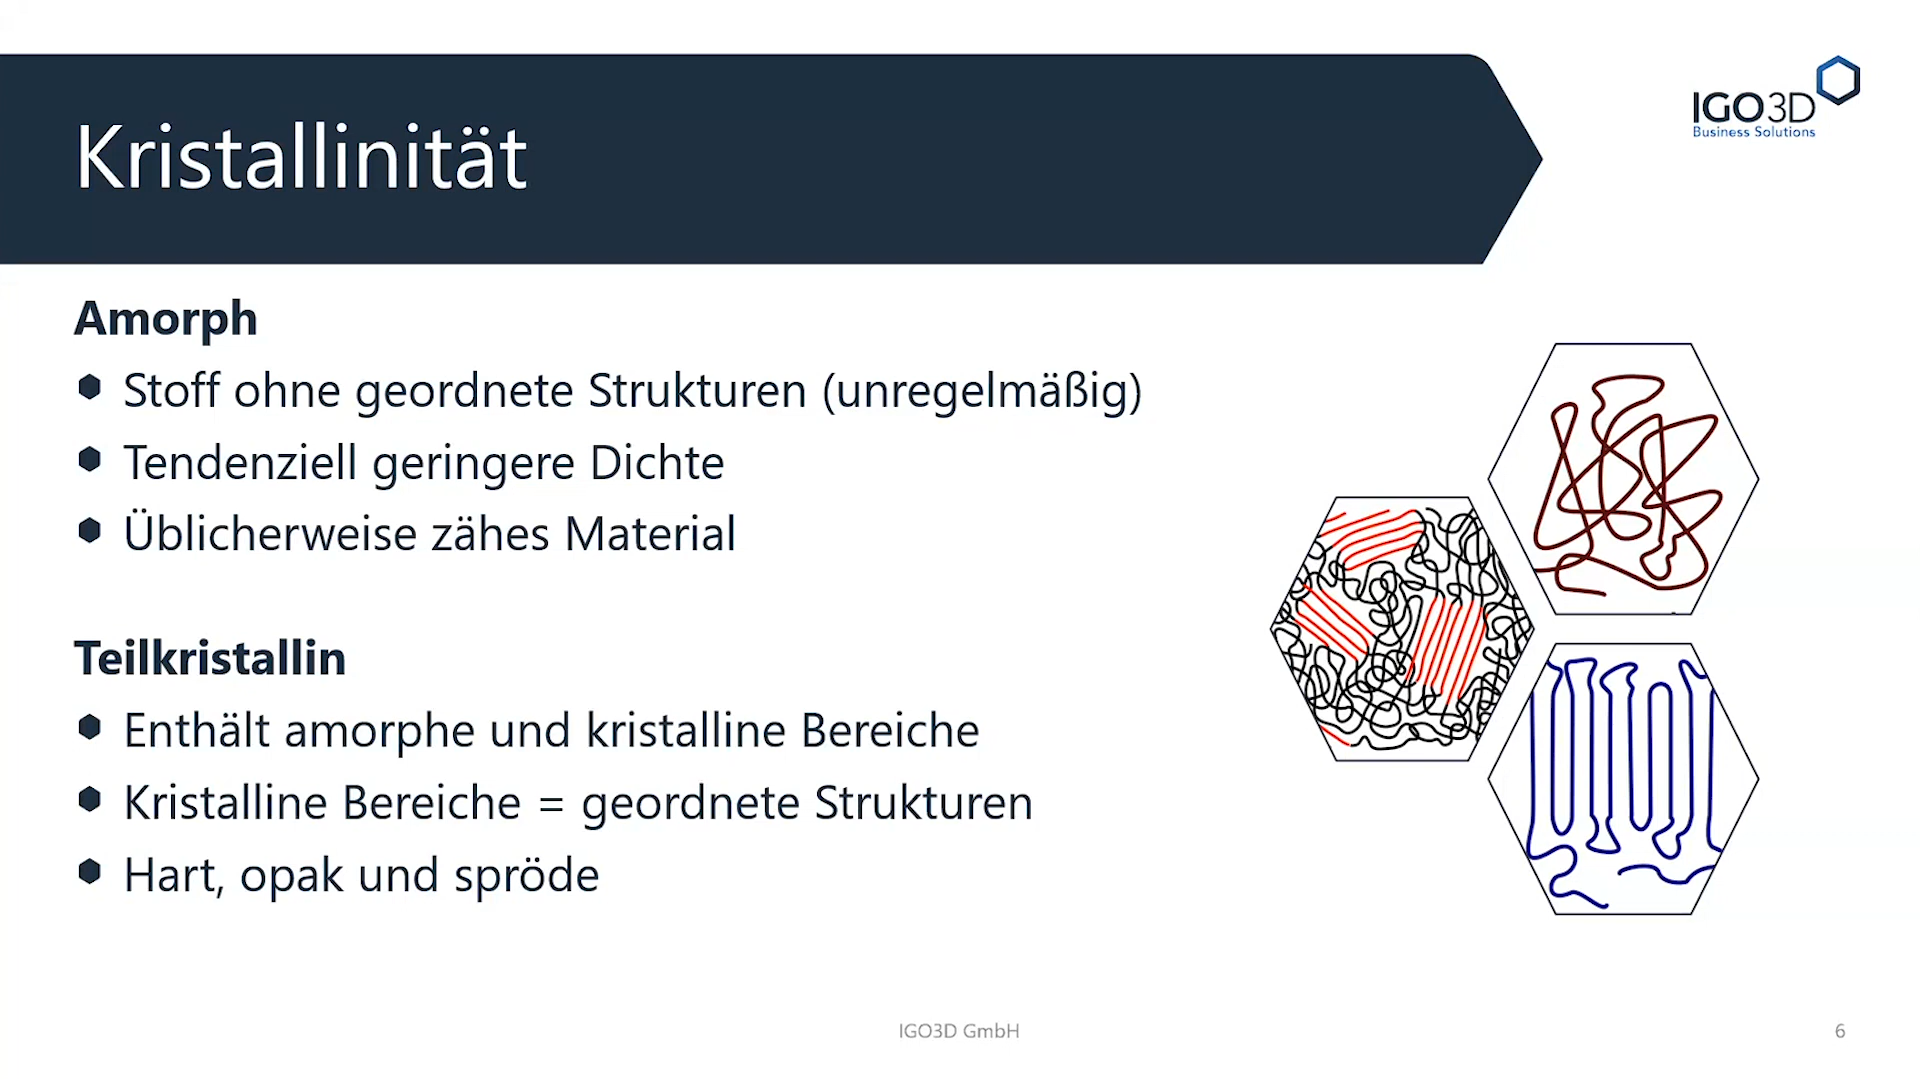 Kristallinität
IGO3D
Business Solutions
Amorph
Stoff ohne geordnete Strukturen (unregelmäßig)
Tendenziell geringere Dichte
Üblicherweise zähes Material
Teilkristallin
Enthält amorphe und kristalline Bereiche
Kristalline Bereiche = geordnete Strukturen
Hart, opak und spröde
IGO3D GmbH
6